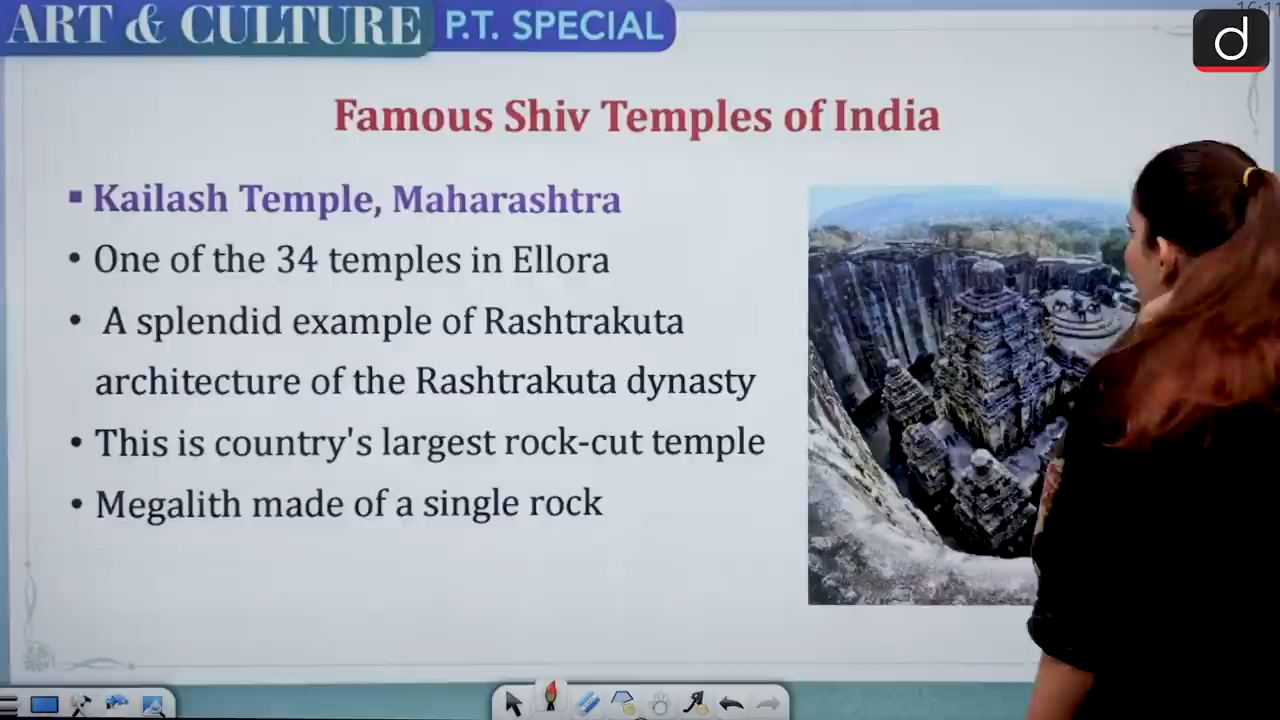 ART & CULTURE P.T. SPECIAL
d
Famous Shiv Temples of India
▪ Kailash Temple, Maharashtra
• One of the 34 temples in Ellora
• A splendid example of Rashtrakuta
architecture of the Rashtrakuta dynasty
• This is country's largest rock-cut temple
• Megalith made of a single rock